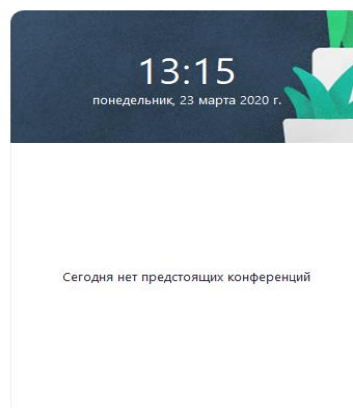 13:15
понедельник, 23 марта 2020 г.
Сегодня нет предстоящих конференций